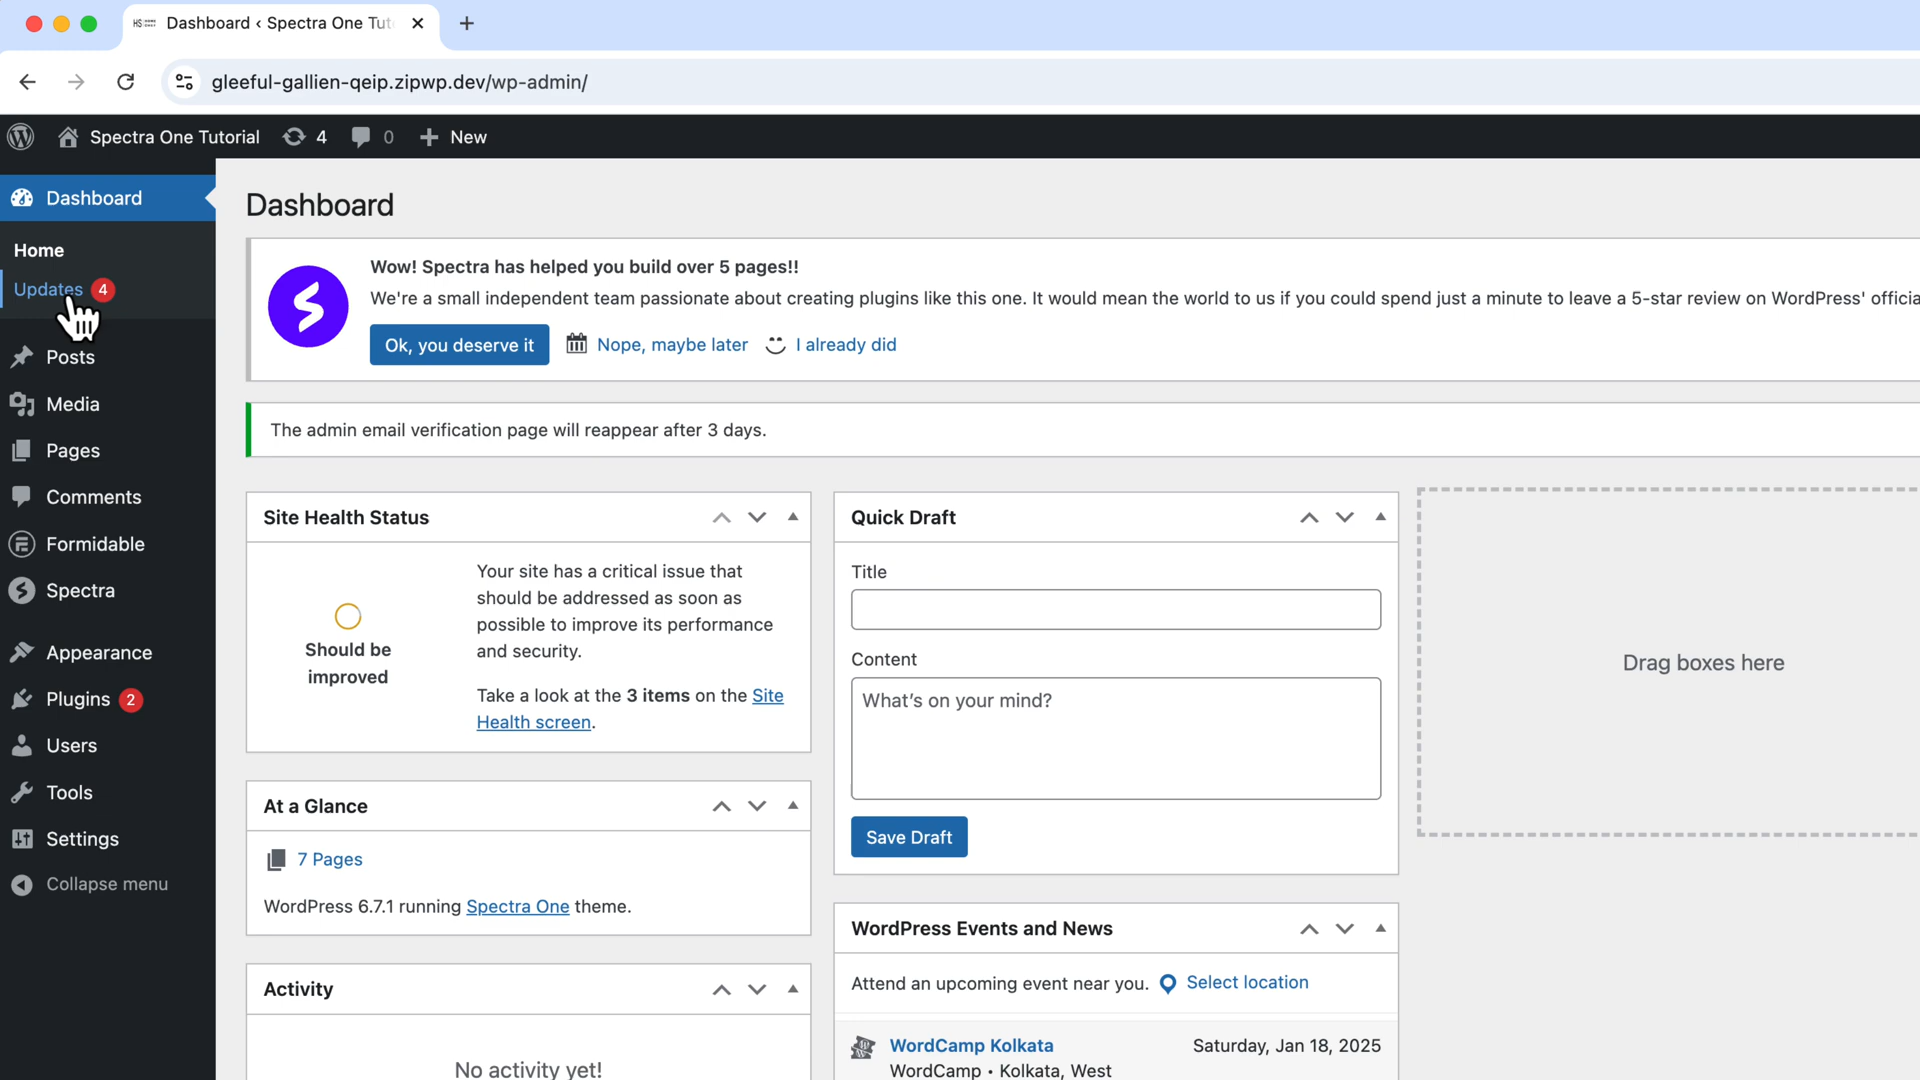 Dashboard ‹ Spectra One Tut
gleeful-gallien-qeip.zipwp.dev/wp-admin/
Spectra One Tutorial 4 0 New
Dashboard
Home
Updates 4
Posts
Media
Pages
Comments
Formidable
Spectra
Appearance
Plugins 2
Users
Tools
Settings
Collapse menu
Dashboard
Wow! Spectra has helped you build over 5 pages!!
We're a small independent team passionate about creating plugins like this one. It would mean the world to us if you could spend just a minute to leave a 5-star review on WordPress' officia
Ok, you deserve it Nope, maybe later I already did
The admin email verification page will reappear after 3 days.
Site Health Status
Should be
improved
Your site has a critical issue that
should be addressed as soon as
possible to improve its performance
and security.
Take a look at the 3 items on the Site
Health screen.
At a Glance
7 Pages
WordPress 6.7.1 running Spectra One theme.
Activity
No activity yet!
Quick Draft
Title
Content
What's on your mind?
Save Draft
WordPress Events and News
Attend an upcoming event near you. Select location
WordCamp Kolkata Saturday, Jan 18, 2025
WordCamp • Kolkata, West
Drag boxes here